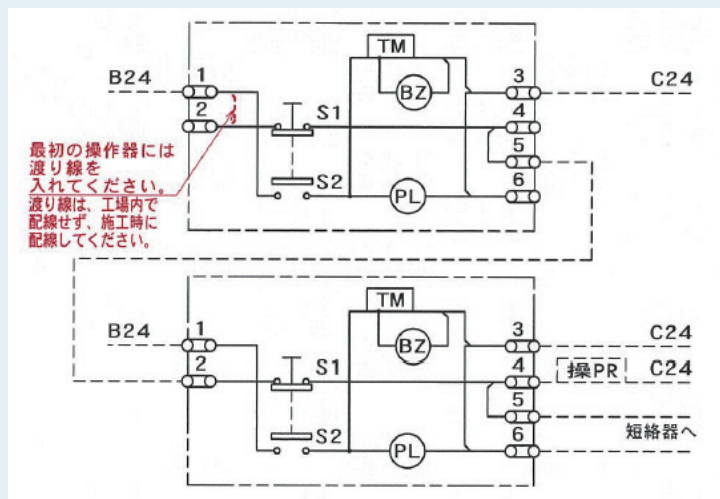 TM
B24
1
BZ
3
C24
2
S1
4
5
S2
PL
6
最初の操作器には
渡り線を
入れてください。
渡り線は、工場内で
配線せず、施工時に
配線してください。
TM
B24
1
BZ
3
C24
2
S1
4
操PR
C24
5
S2
PL
6
短絡器へ